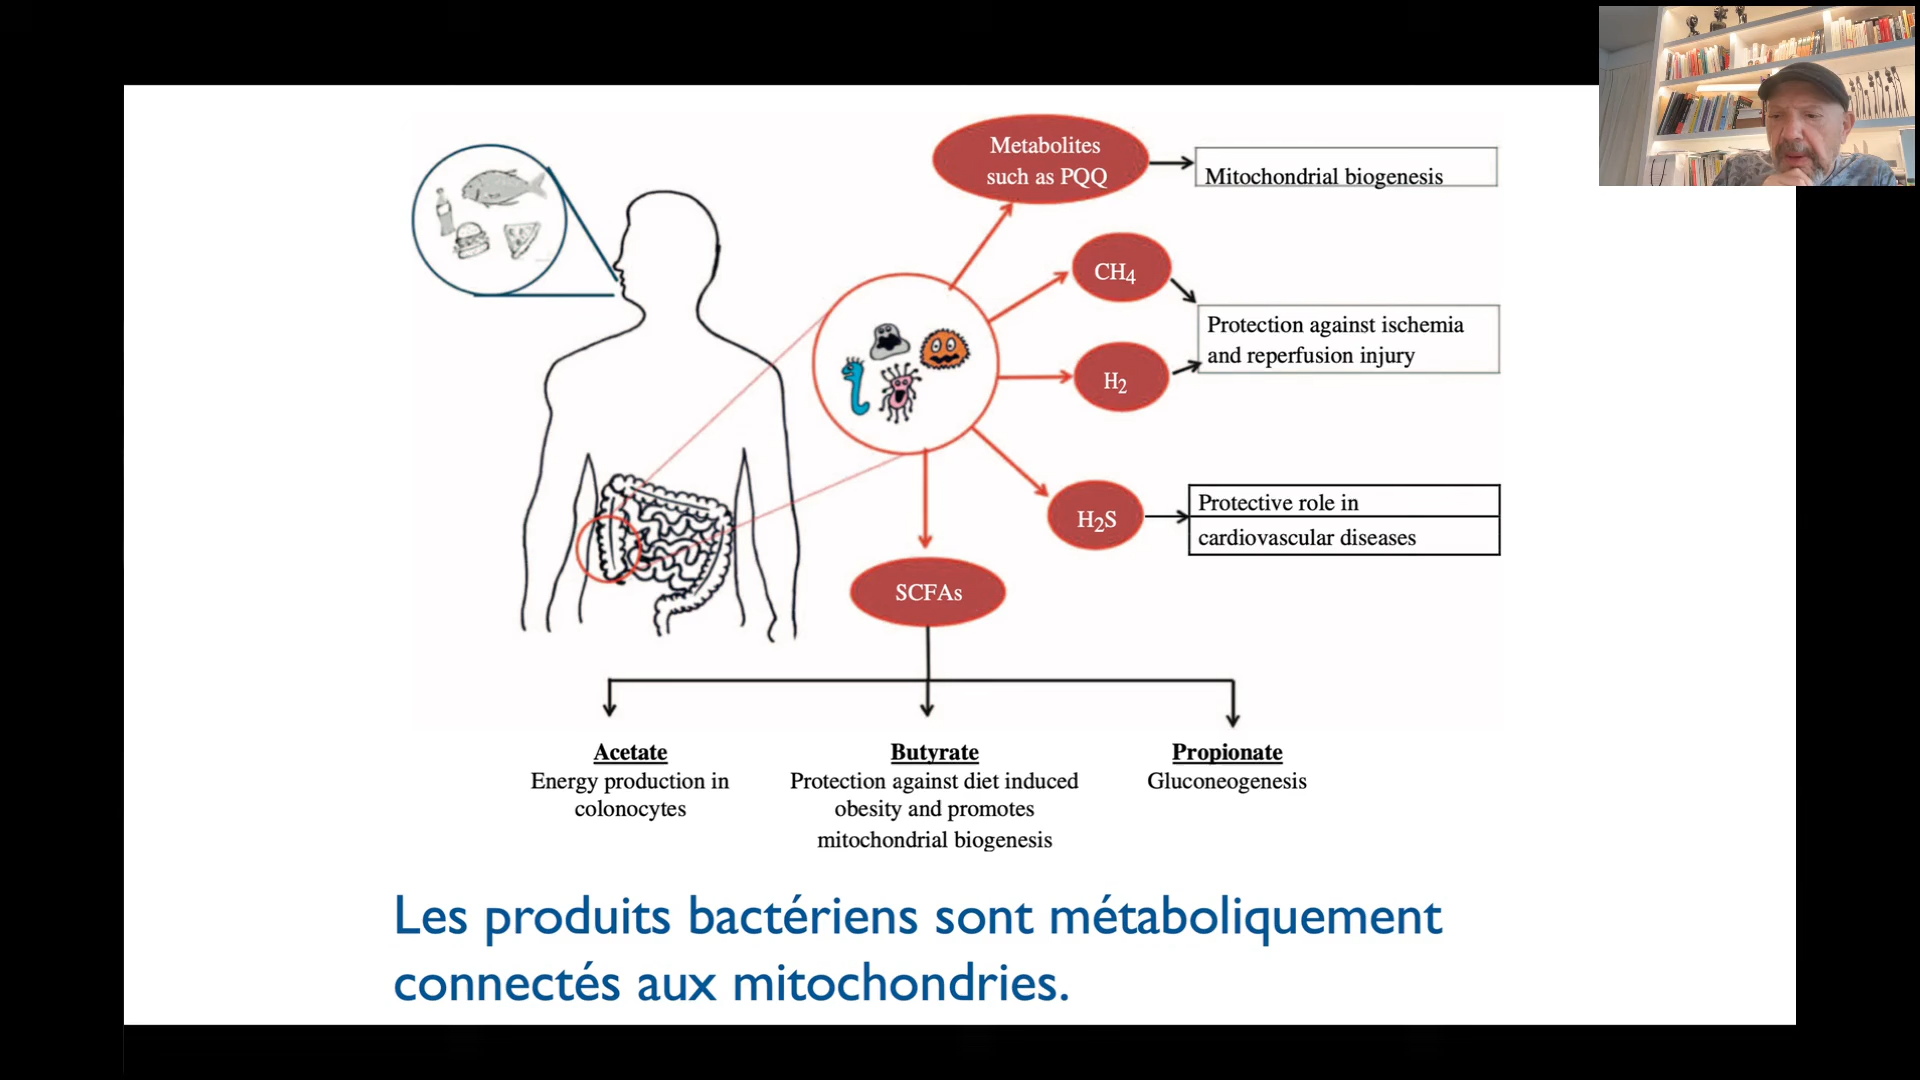 Metabolites
such as PQQ
Mitochondrial biogenesis
CH4
Protection against ischemia
and reperfusion injury
H2
H2S
Protective role in
cardiovascular diseases
SCFAs
Acetate
Energy production in
colonocytes
Butyrate
Protection against diet induced
obesity and promotes
mitochondrial biogenesis
Propionate
Gluconeogenesis
Les produits bactériens sont métaboliquement
connectés aux mitochondries.